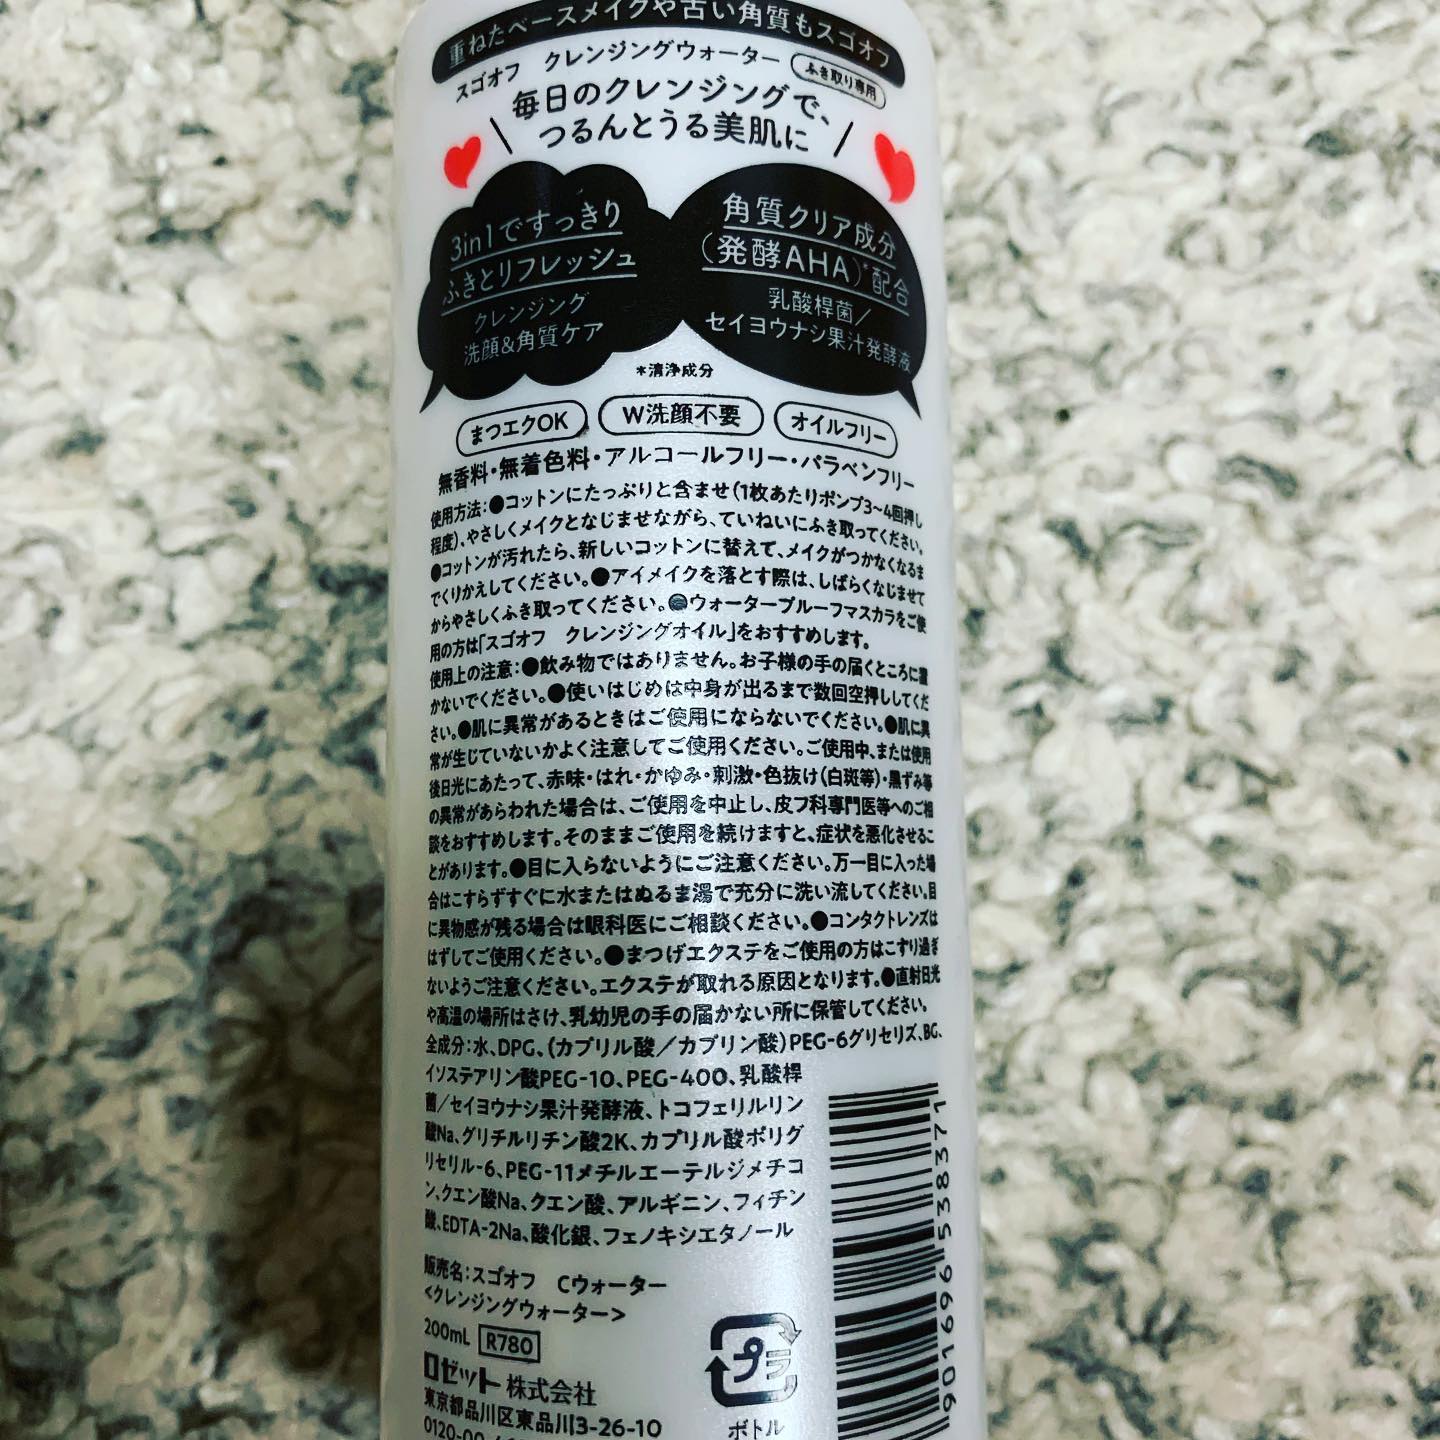 重ねたベースメイクや古い角質もスゴオフ
スゴオフ クレンジングウォーター ふき取り専用
毎日のクレンジングで、
つるんとうる美肌に
3in1ですっきり
ふきとりフレッシュ
クレンジング
洗顔&角質ケア
角質クリア成分
(発酵AHA)*配合
乳酸桿菌/
セイヨウナシ果汁発酵液
*清浄成分
まつエクOK W洗顔不要 オイルフリー
無香料・無着色料・アルコールフリー・パラベンフリー
使用方法:●コットンにたっぷりと含ませ(1枚あたりポンプ3~4回押し
程度)、やさしくメイクとなじませながら、ていねいにふき取ってください。
●コットンが汚れたら、新しいコットンに替えて、メイクがつかなくなるま
でくりかえしてください。●アイメイクを落とす際は、しばらくなじませて
からやさしくふき取ってください。●ウォータープルーフマスカラをご使
用の方は「スゴオフ クレンジングオイル」をおすすめします。
使用上の注意:●飲み物ではありません。お子様の手の届くところに置
かないでください。●使いはじめは中身が出るまで数回空押ししてくだ
さい。●肌に異常があるときはご使用にならないでください。●肌に異
常が生じていないかよく注意してご使用ください。ご使用中、または使用
後日光にあたって、赤味・はれ・かゆみ・刺激・色抜け(白斑等)・黒ずみ等
の異常があらわれた場合は、ご使用を中止し、皮フ科専門医等へのご相
談をおすすめします。そのままご使用を続けますと、症状を悪化させるこ
とがあります。●目に入らないようにご注意ください。万一目に入った場
合はこすらずすぐに水またはぬるま湯で充分に洗い流してください。目
に異物感が残る場合は眼科医にご相談ください。●コンタクトレンズは
はずしてご使用ください。●まつげエクステをご使用の方はこすり過ぎ
ないようご注意ください。エクステが取れる原因となります。●直射日光
や高温の場所はさけ、乳幼児の手の届かない所に保管してください。
全成分:水、DPG、(カプリル酸/カプリン酸)PEG-6グリセリズ、BG、
イソステアリン酸PEG-10、PEG-400、乳酸桿
菌/セイヨウナシ果汁発酵液、トコフェリルリン
酸Na、グリチルリチン酸2K、カプリル酸ポリグ
リセリル-6、PEG-11メチルエーテルジメチコ
ン、クエン酸Na、クエン酸、アルギニン、フィチン
酸、EDTA-2Na、酸化銀、フェノキシエタノール
販売名:スゴオフ Cウォーター
<クレンジングウォーター>
200mL R780
ロゼット株式会社
東京都品川区東品川3-26-10
0120-00-
プラ
ボトル
4901696538371